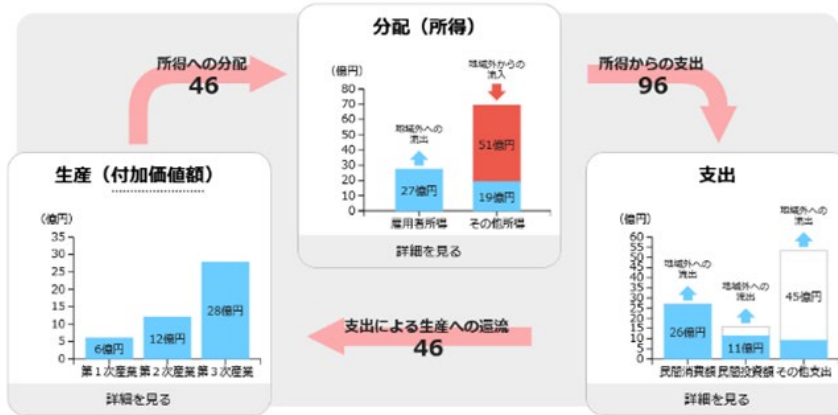 分配（所得）
所得への分配
46
（億円）
80
70
60
50
40
30
20
10
0
地域外への
流出
27億円
雇用者所得
地域外からの
流入
51億円
19億円
その他所得
詳細を見る
所得からの支出
96
生産（付加価値額）
（億円）
35
30
25
20
15
10
5
0
6億円
12億円
28億円
第１次産業
第２次産業
第３次産業
詳細を見る
支出による生産への還流
46
支出
（億円）
60
55
50
45
40
35
30
25
20
15
10
5
0
地域外への
流出
26億円
民間消費額
地域外への
流出
11億円
民間投資額
地域外への
流出
45億円
その他支出
詳細を見る